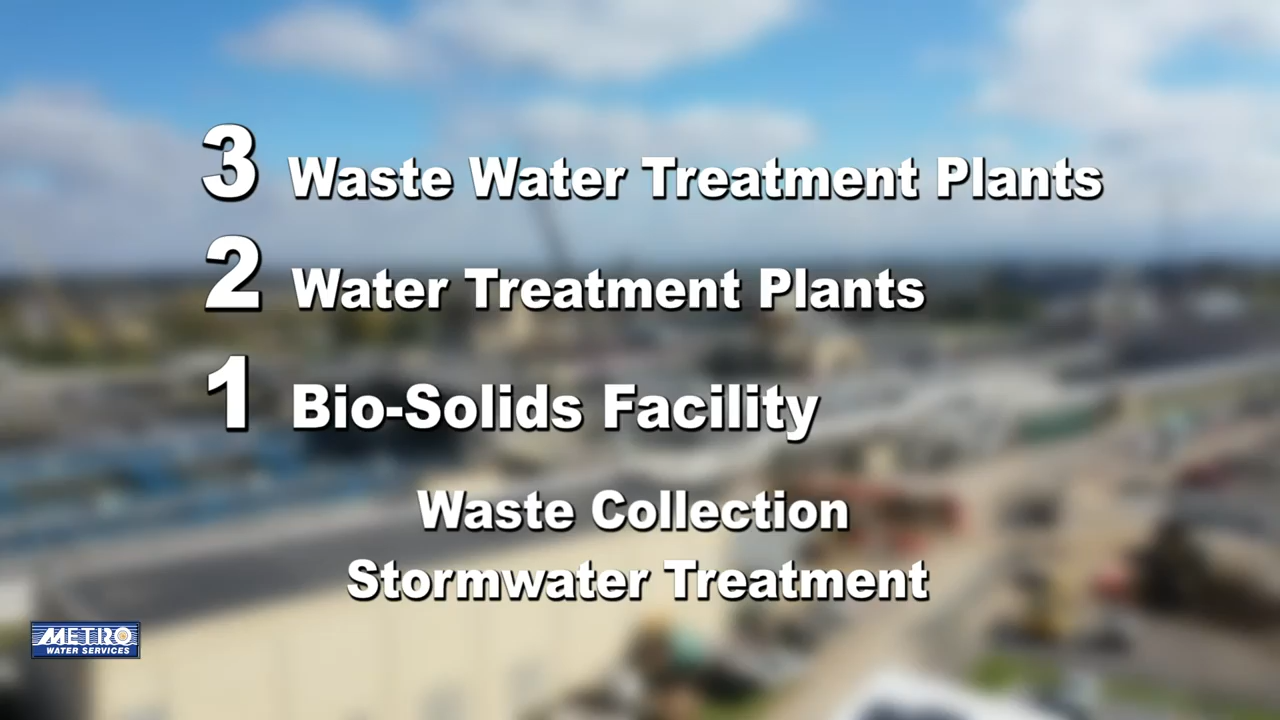 3 Waste Water Treatment Plants
2 Water Treatment Plants
1 Bio-Solids Facility
Waste Collection
Stormwater Treatment
METRO
WATER SERVICES